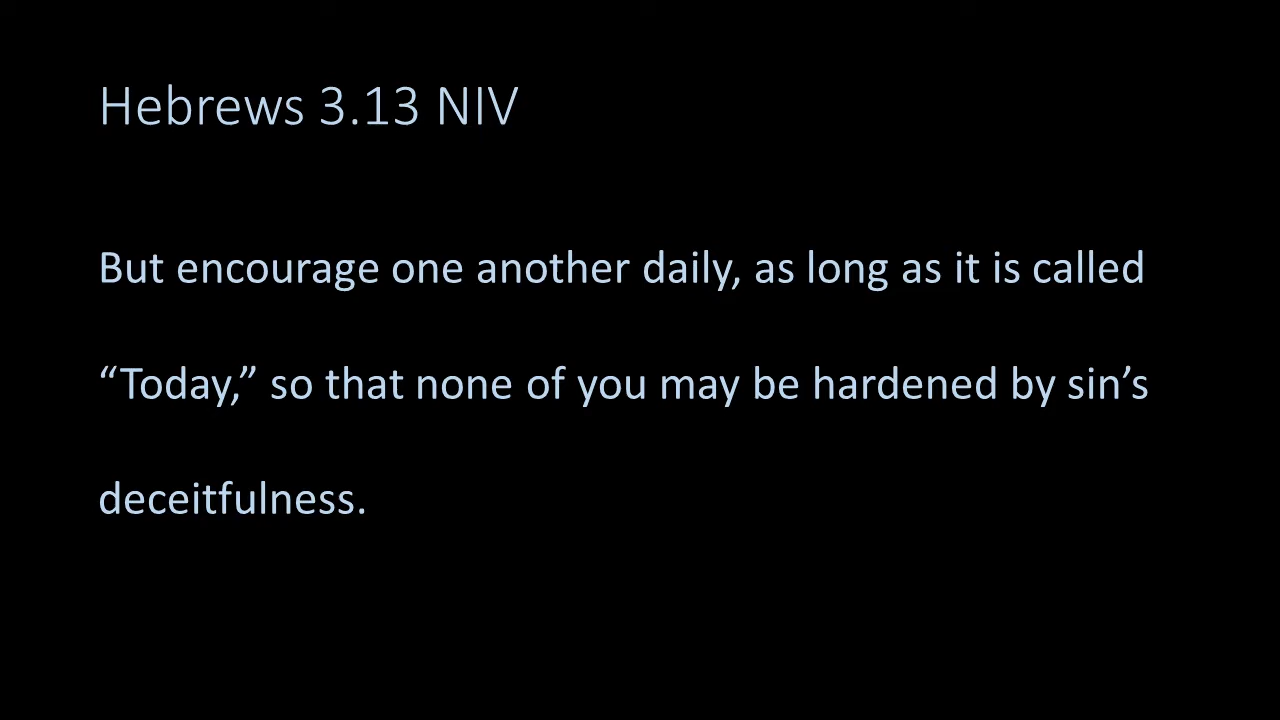 Hebrews 3.13 NIV
But encourage one another daily, as long as it is called
“Today,” so that none of you may be hardened by sin’s
deceitfulness.